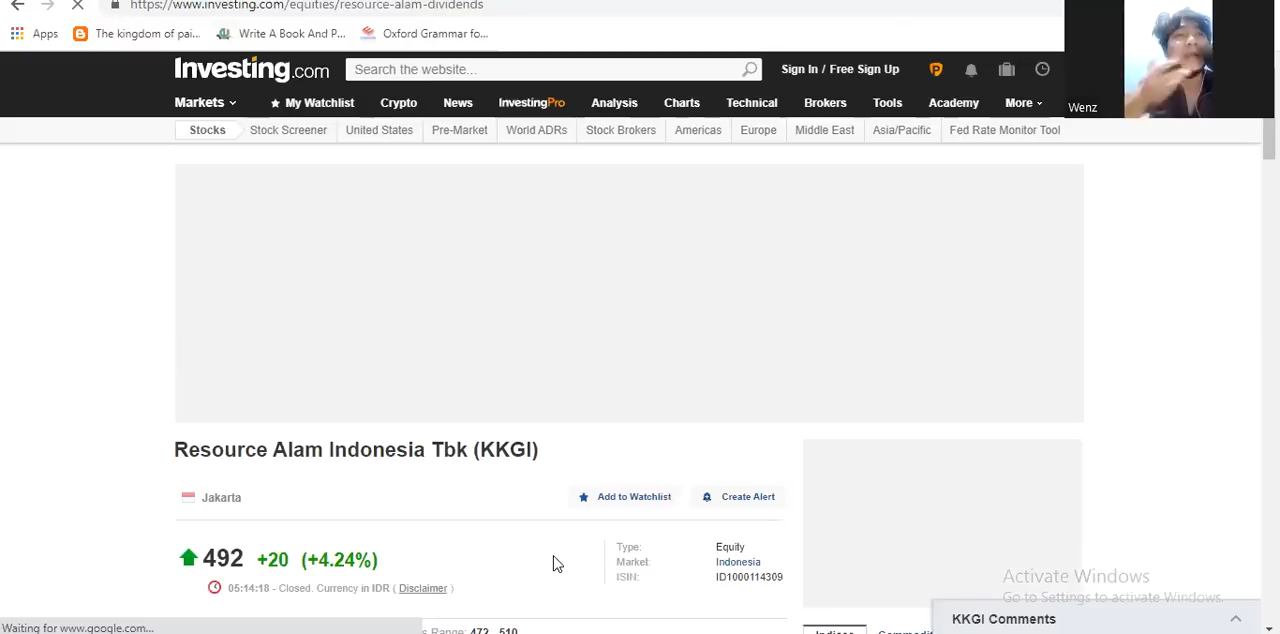 https://www.investing.com/equities/resource-alam-dividends
Apps The kingdom of pai... Write A Book And P... Oxford Grammar fo...
Investing.com Search the website... Sign In / Free Sign Up
Markets My Watchlist Crypto News InvestingPro Analysis Charts Technical Brokers Tools Academy More
Wenz
Stocks Stock Screener United States Pre-Market World ADRs Stock Brokers Americas Europe Middle East Asia/Pacific Fed Rate Monitor Tool
Resource Alam Indonesia Tbk (KKGI)
Jakarta Add to Watchlist Create Alert
492 +20 (+4.24%)
05:14:18 - Closed. Currency in IDR ( Disclaimer )
Type: Equity
Market: Indonesia
ISIN: ID1000114309
Activate Windows
Go to Settings to activate Windows.
KKGI Comments
Waiting for www.google.com...
s Range: 472 510
Indices